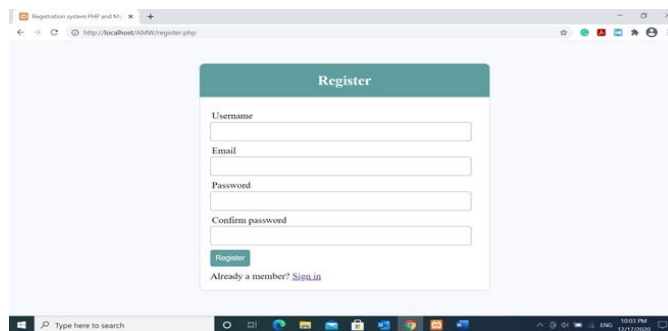 Registration system PHP and My
http://localhost/AMW/register.php
Register
Username
Email
Password
Confirm password
Register
Already a member? Sign in
Type here to search
ENG
10:03 PM
12/17/2020